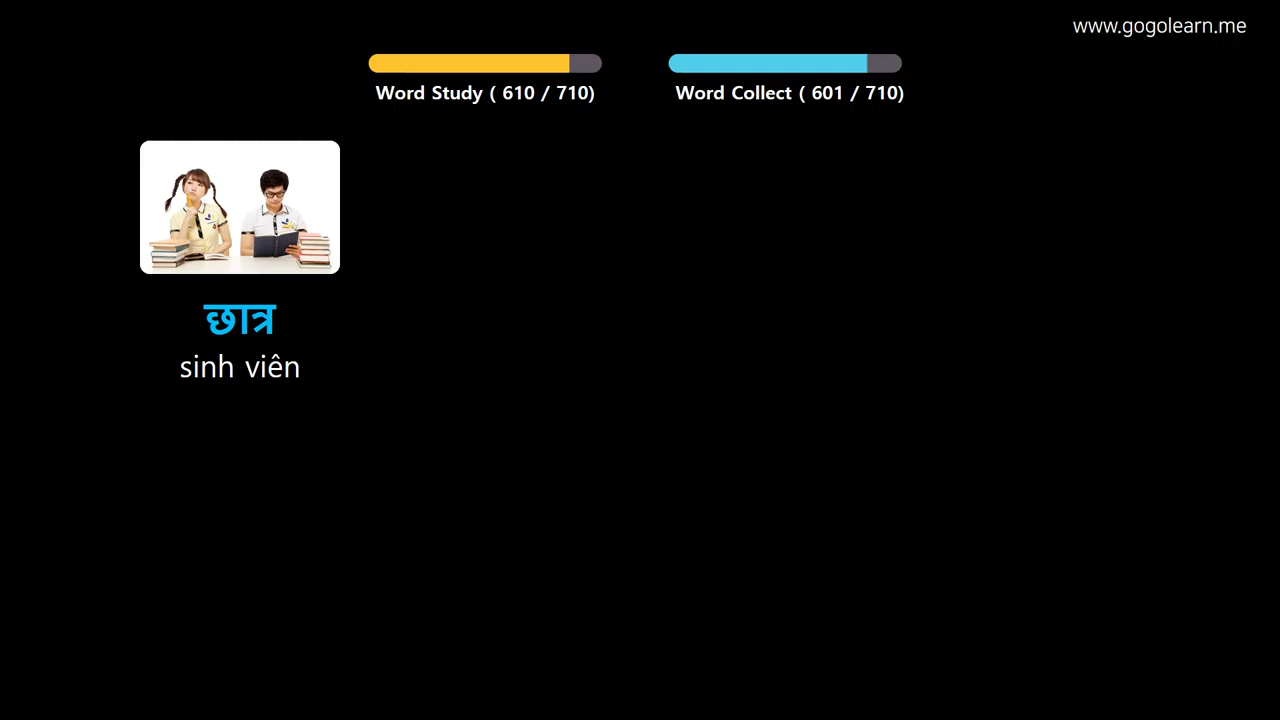 www.gogolearn.me
Word Study ( 610 / 710)
Word Collect ( 601 / 710)
छात्र
sinh viên